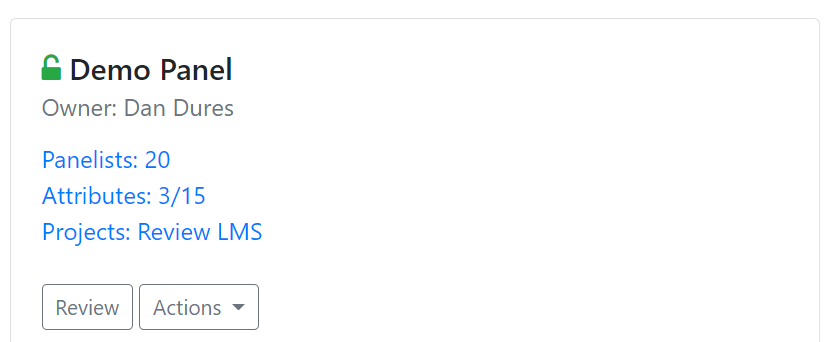 Demo Panel
Owner: Dan Dures
Panelists: 20
Attributes: 3/15
Projects: Review LMS
Review Actions